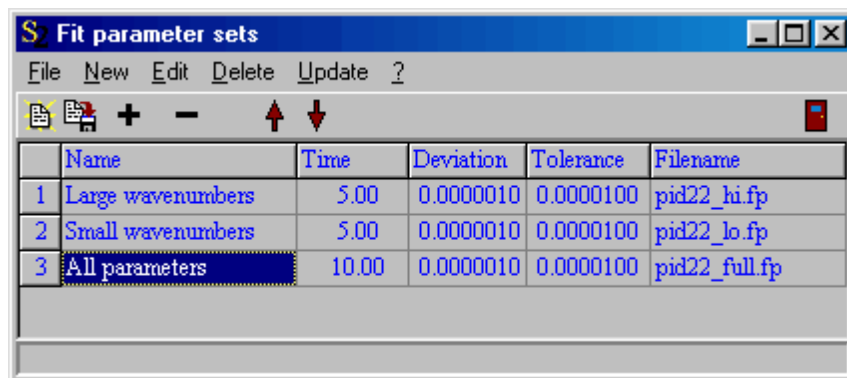 S2 Fit parameter sets
File New Edit Delete Update ?
Name Time Deviation Tolerance Filename
1 Large wavenumbers 5.00 0.0000010 0.0000100 pid22_hi.fp
2 Small wavenumbers 5.00 0.0000010 0.0000100 pid22_lo.fp
3 All parameters 10.00 0.0000010 0.0000100 pid22_full.fp